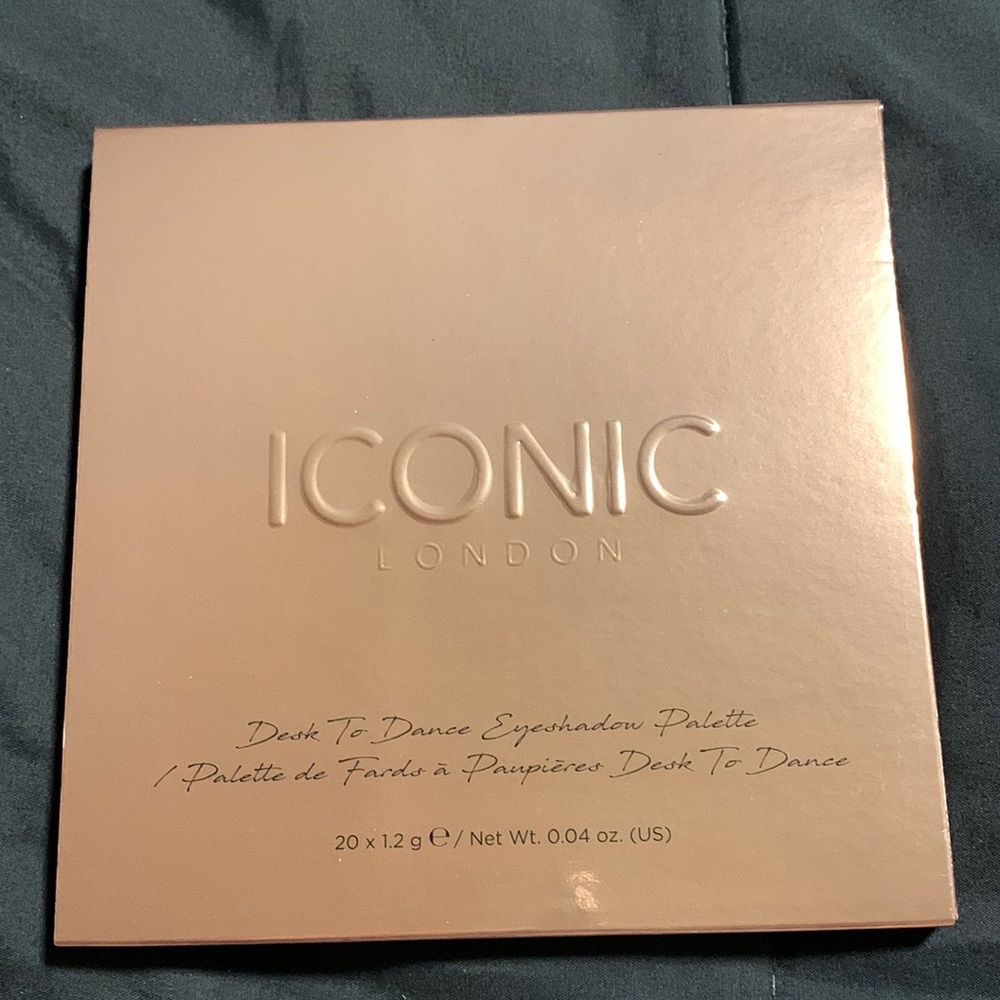 ICONIC
LONDON
Desk To Dance Eyeshadow Palette
/ Palette de Fards à Paupières Desk To Dance
20 x 1.2 g ℮ / Net Wt. 0.04 oz. (US)